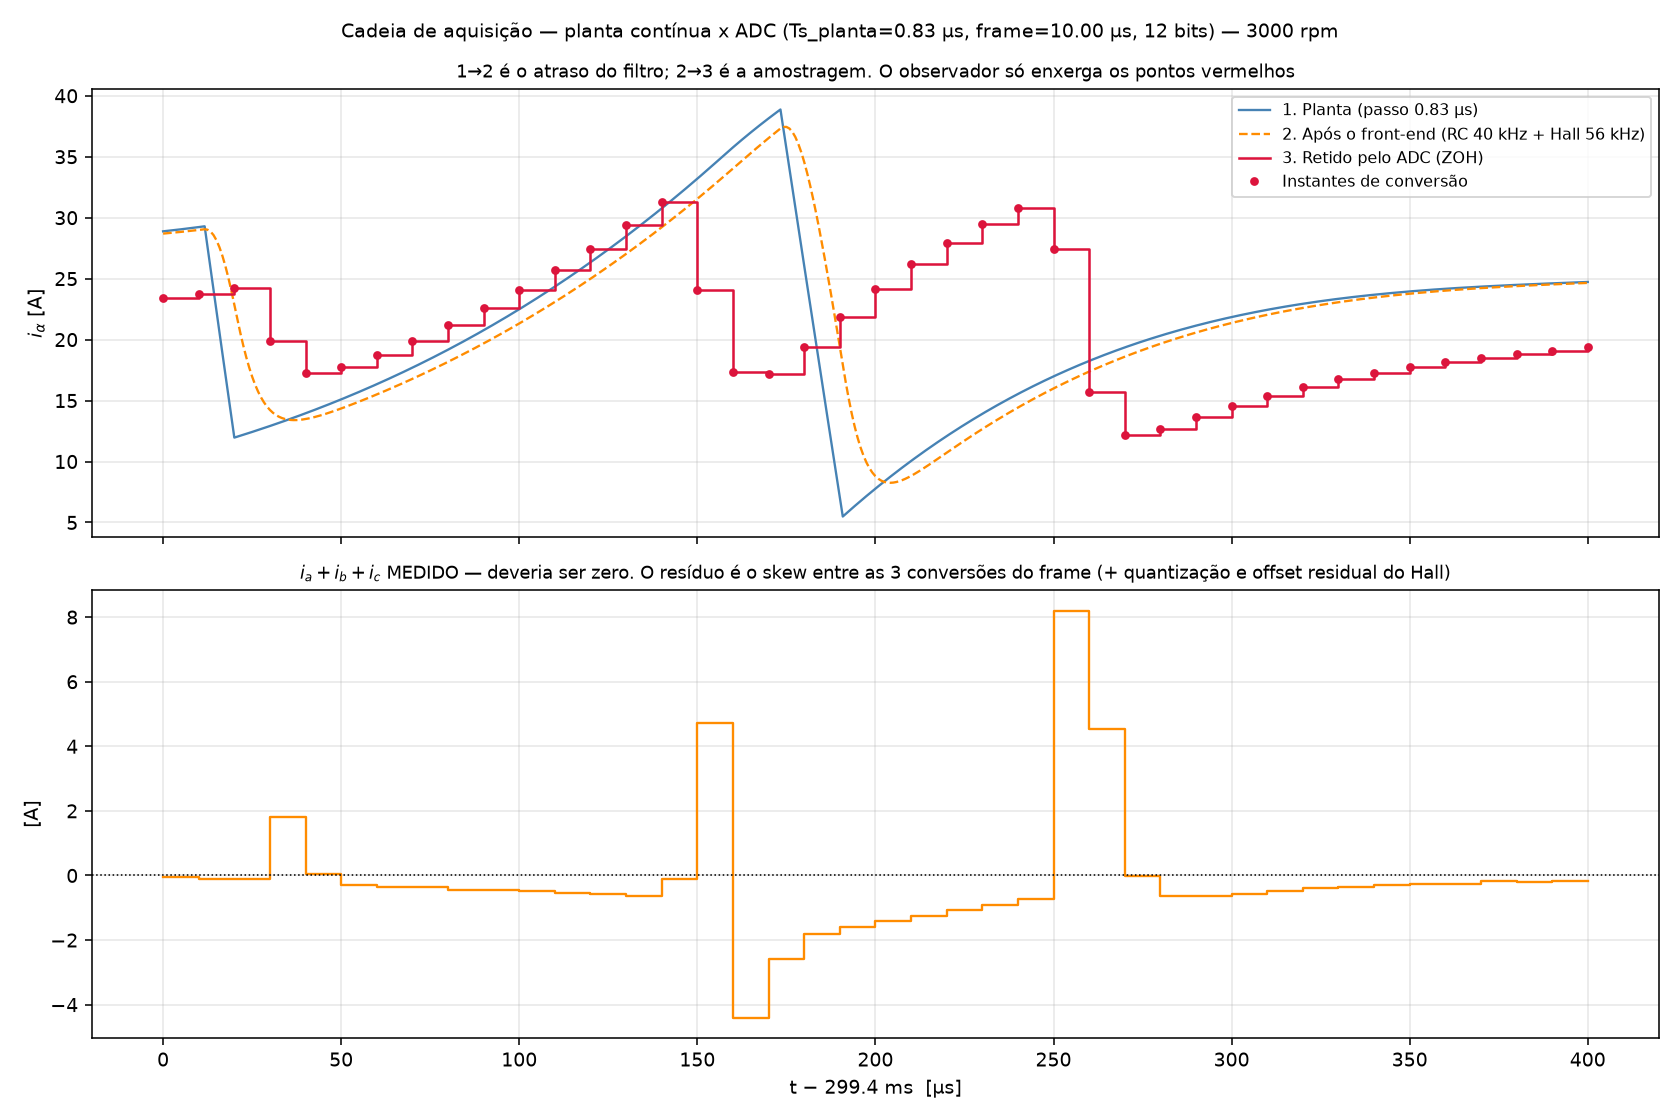 Cadeia de aquisição — planta contínua x ADC (Ts_planta=0.83 µs, frame=10.00 µs, 12 bits) — 3000 rpm
1→2 é o atraso do filtro; 2→3 é a amostragem. O observador só enxerga os pontos vermelhos
40
35
30
25
20
15
10
5
iα [A]
1. Planta (passo 0.83 µs)
2. Após o front-end (RC 40 kHz + Hall 56 kHz)
3. Retido pelo ADC (ZOH)
Instantes de conversão
ia + ib + ic MEDIDO — deveria ser zero. O resíduo é o skew entre as 3 conversões do frame (+ quantização e offset residual do Hall)
8
6
4
2
0
−2
−4
[A]
0 50 100 150 200 250 300 350 400
t − 299.4 ms [µs]